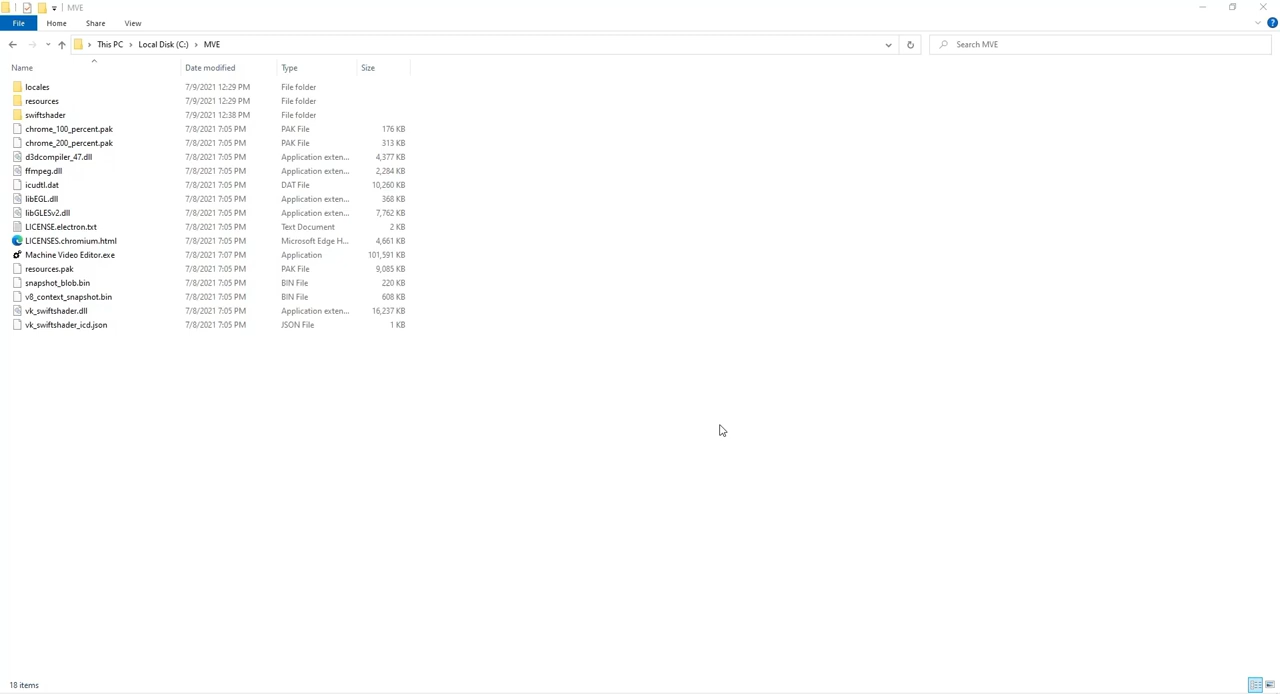 MVE
File Home Share View
This PC Local Disk (C:) MVE Search MVE
Name Date modified Type Size
locales 7/9/2021 12:29 PM File folder
resources 7/9/2021 12:29 PM File folder
swiftshader 7/9/2021 12:38 PM File folder
chrome_100_percent.pak 7/8/2021 7:05 PM PAK File 176 KB
chrome_200_percent.pak 7/8/2021 7:05 PM PAK File 313 KB
d3dcompiler_47.dll 7/8/2021 7:05 PM Application exten... 4,377 KB
ffmpeg.dll 7/8/2021 7:05 PM Application exten... 2,284 KB
icudtl.dat 7/8/2021 7:05 PM DAT File 10,260 KB
libEGL.dll 7/8/2021 7:05 PM Application exten... 368 KB
libGLESv2.dll 7/8/2021 7:05 PM Application exten... 7,762 KB
LICENSE.electron.txt 7/8/2021 7:05 PM Text Document 2 KB
LICENSES.chromium.html 7/8/2021 7:05 PM Microsoft Edge H... 4,661 KB
Machine Video Editor.exe 7/8/2021 7:07 PM Application 101,591 KB
resources.pak 7/8/2021 7:05 PM PAK File 9,085 KB
snapshot_blob.bin 7/8/2021 7:05 PM BIN File 220 KB
v8_context_snapshot.bin 7/8/2021 7:05 PM BIN File 608 KB
vk_swiftshader.dll 7/8/2021 7:05 PM Application exten... 16,237 KB
vk_swiftshader_icd.json 7/8/2021 7:05 PM JSON File 1 KB
18 items